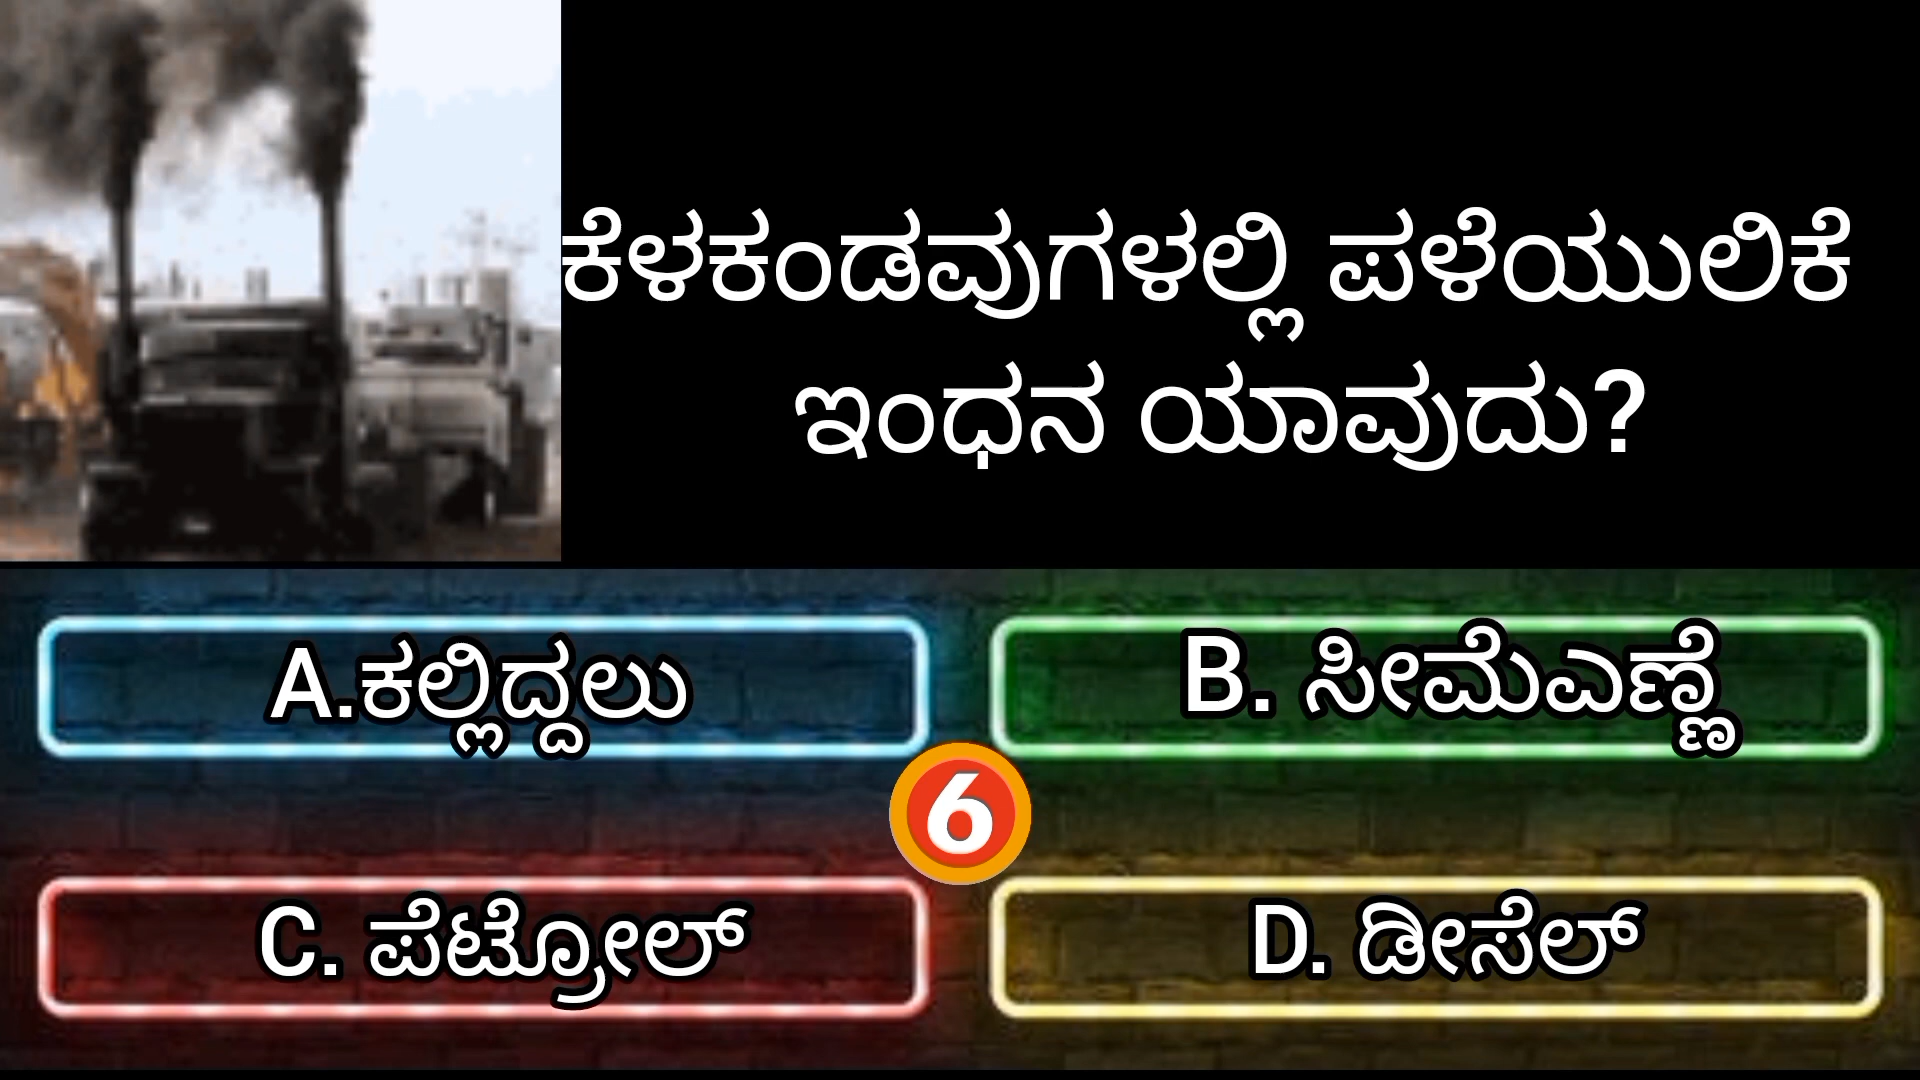 ಕೆಳಕಂಡವುಗಳಲ್ಲಿ ಪಳೆಯುಲಿಕೆ
ಇಂಧನ ಯಾವುದು?
A.ಕಲ್ಲಿದ್ದಲು
B. ಸೀಮೆಎಣ್ಣೆ
6
C. ಪೆಟ್ರೋಲ್
D. ಡೀಸೆಲ್